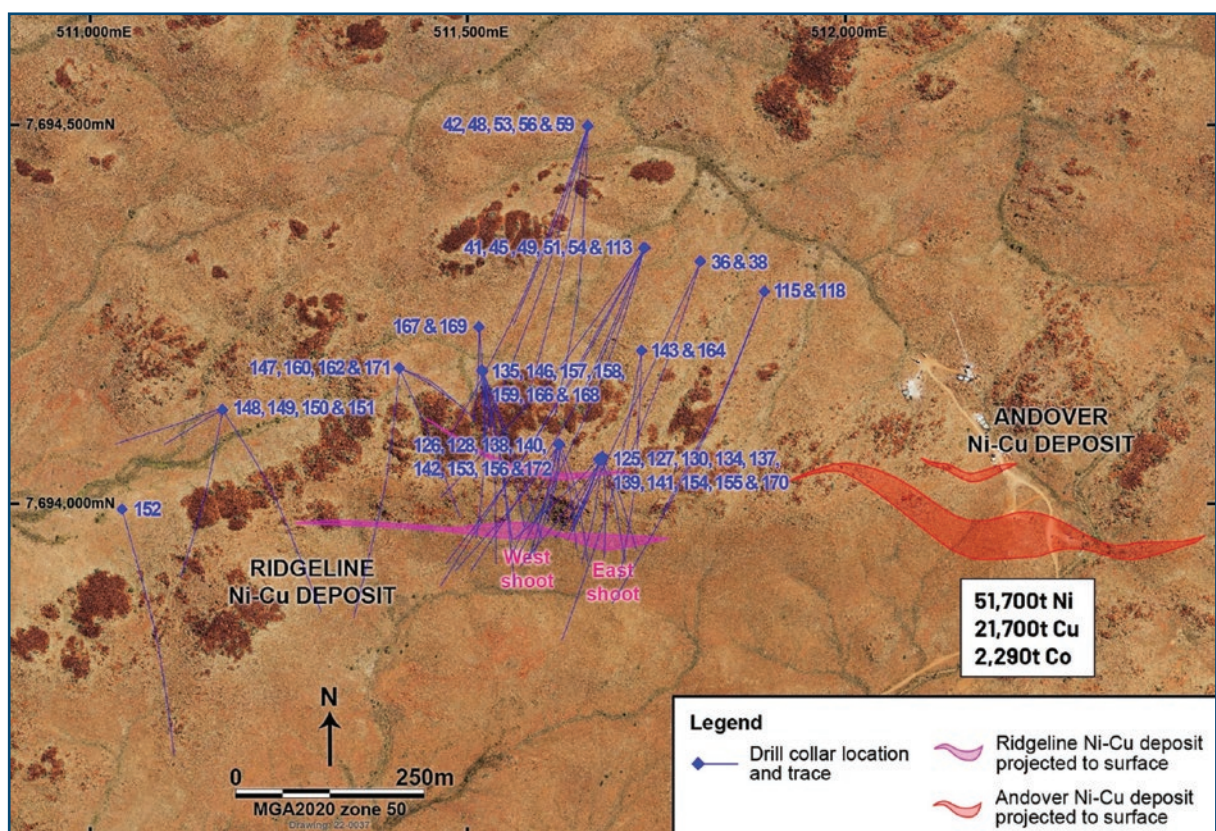 511,000mE
511,500mE
512,000mE
7,694,500mN
42, 48, 53, 56 & 59
41, 45, 49, 51, 54 & 113
36 & 38
115 & 118
167 & 169
143 & 164
147, 160, 162 & 171
135, 146, 157, 158,
159, 166 & 168
148, 149, 150 & 151
ANDOVER
Ni-Cu DEPOSIT
126, 128, 138, 140,
142, 153, 156 & 172
125, 127, 130, 134, 137,
139, 141, 154, 155 & 170
7,694,000mN
152
RIDGELINE
Ni-Cu DEPOSIT
West
shoot
East
shoot
51,700t Ni
21,700t Cu
2,290t Co
N
0
250m
MGA2020 zone 50
Drawing: 22-0037
Legend
Drill collar location
and trace
Ridgeline Ni-Cu deposit
projected to surface
Andover Ni-Cu deposit
projected to surface